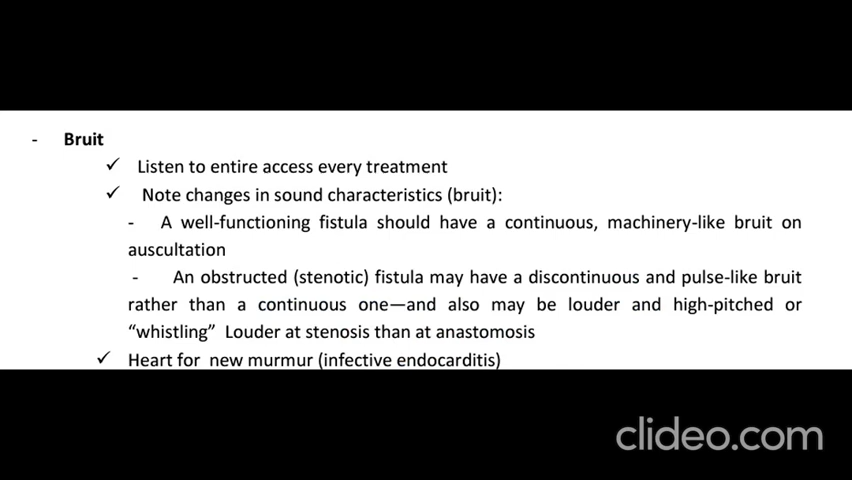 - Bruit
✓ Listen to entire access every treatment
✓ Note changes in sound characteristics (bruit):
- A well-functioning fistula should have a continuous, machinery-like bruit on
auscultation
- An obstructed (stenotic) fistula may have a discontinuous and pulse-like bruit
rather than a continuous one—and also may be louder and high-pitched or
“whistling” Louder at stenosis than at anastomosis
✓ Heart for new murmur (infective endocarditis)
clideo.com